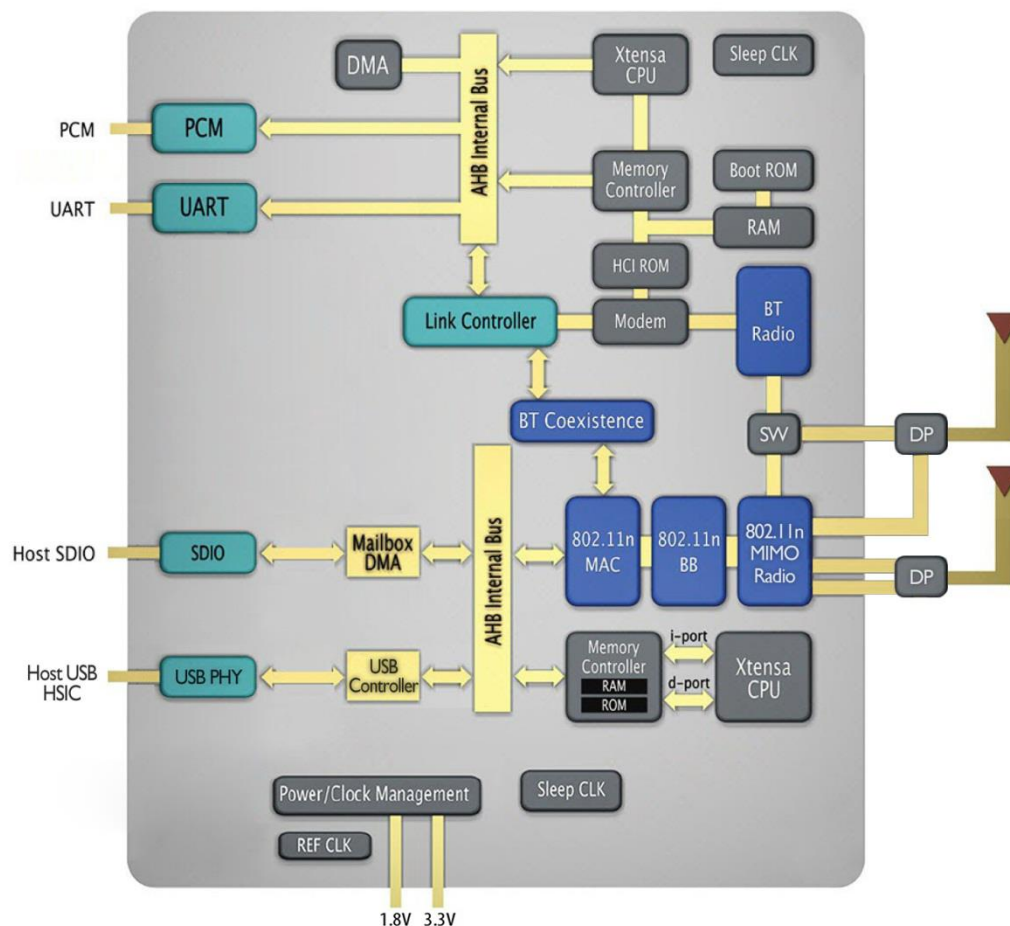 DMA
AHB Internal Bus
Xtensa
CPU
Sleep CLK
PCM
PCM
Memory
Controller
Boot ROM
UART
UART
RAM
HCI ROM
Link Controller
Modem
BT
Radio
BT Coexistence
SW
DP
AHB Internal Bus
Host SDIO
SDIO
Mailbox
DMA
802.11n
MAC
802.11n
BB
802.11n
MIMO
Radio
DP
Host USB
HSIC
USB PHY
USB
Controller
Memory
Controller
RAM
ROM
i-port
d-port
Xtensa
CPU
Power/Clock Management
Sleep CLK
REF CLK
1.8V
3.3V